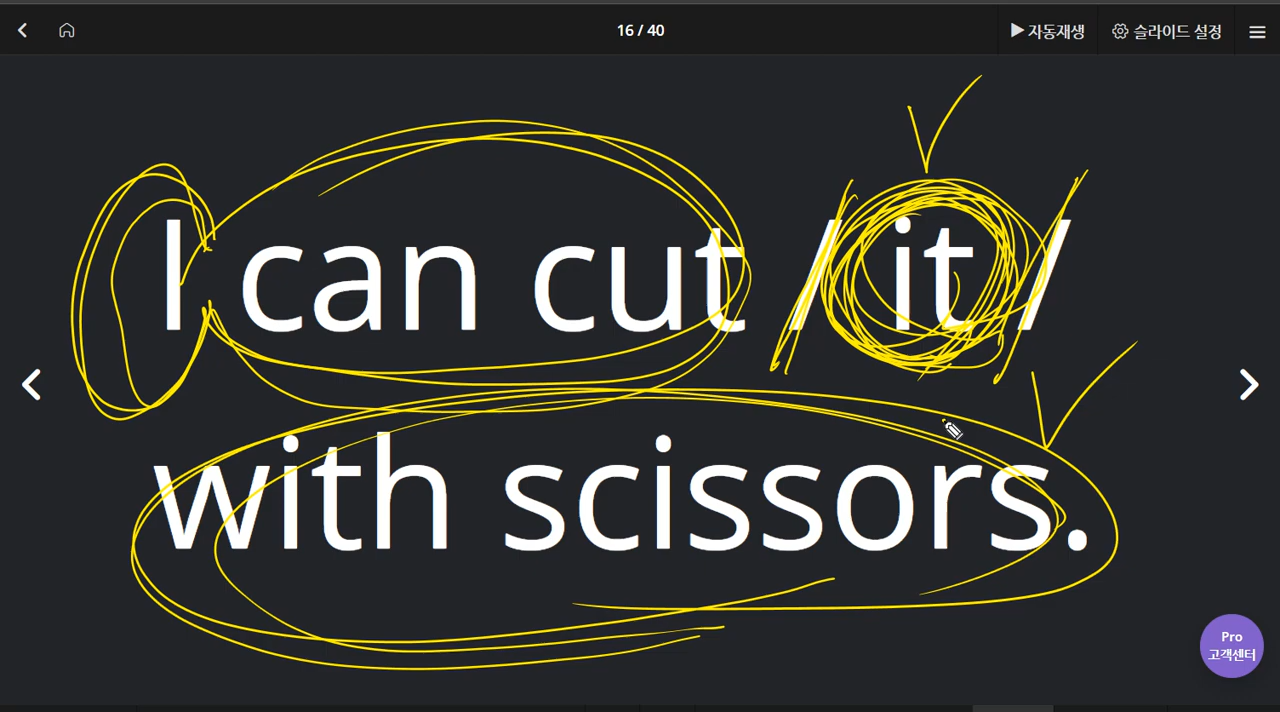 16 / 40
▶자동재생
슬라이드 설정
I can cut / it /
with scissors.
Pro
고객센터